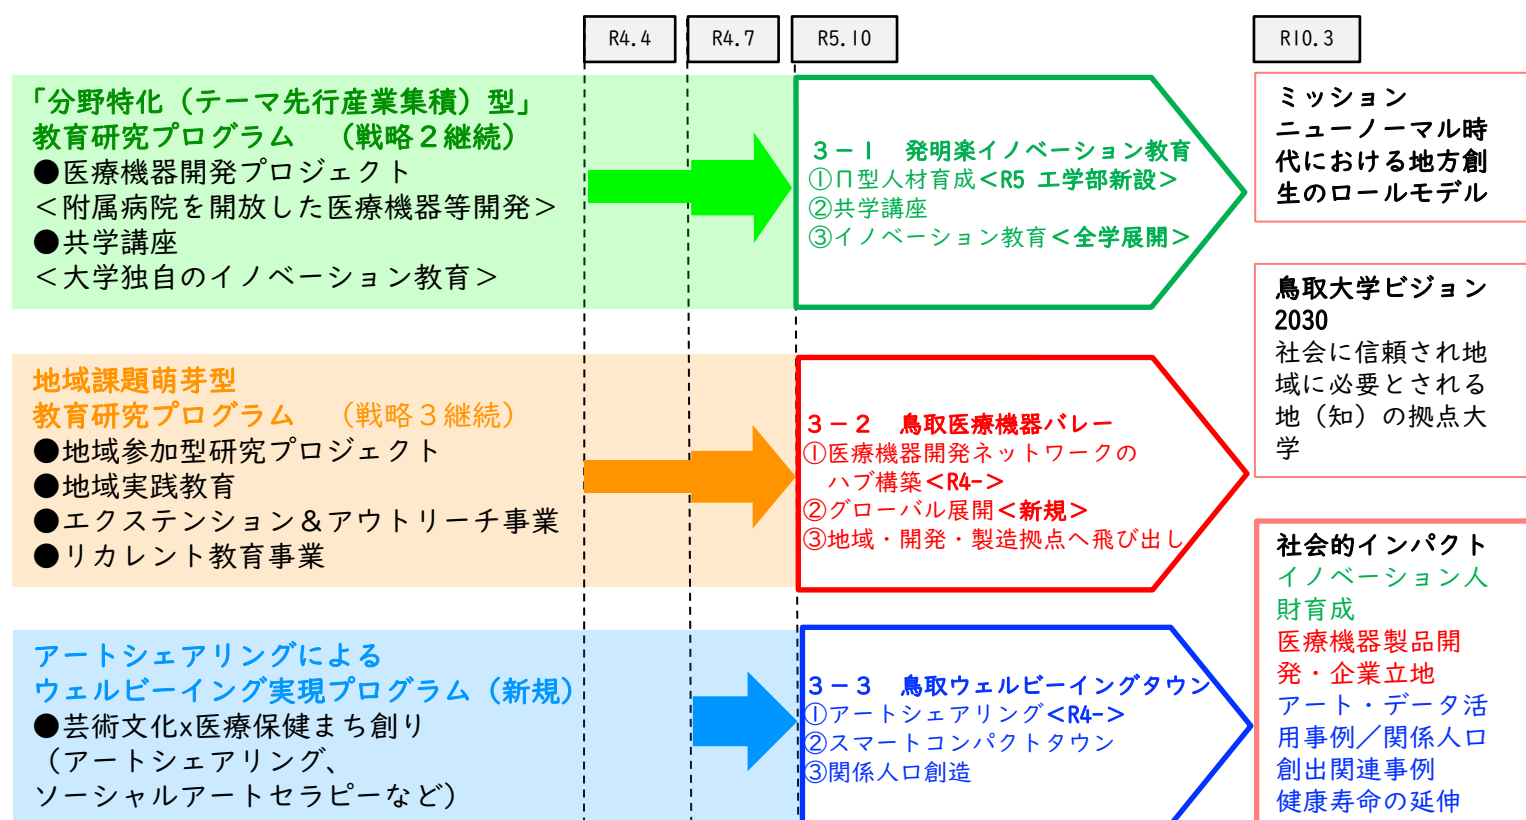 R4.4
R4.7
R5.10
R10.3
「分野特化（テーマ先行産業集積）型」
教育研究プログラム　（戦略２継続）
●医療機器開発プロジェクト
＜附属病院を開放した医療機器等開発＞
●共学講座
＜大学独自のイノベーション教育＞
３－１　発明楽イノベーション教育
①Π型人材育成＜R5 工学部新設＞
②共学講座
③イノベーション教育＜全学展開＞
ミッション
ニューノーマル時
代における地方創
生のロールモデル
地域課題萌芽型
教育研究プログラム　（戦略３継続）
●地域参加型研究プロジェクト
●地域実践教育
●エクステンション＆アウトリーチ事業
●リカレント教育事業
３－２　鳥取医療機器バレー
①医療機器開発ネットワークの
ハブ構築＜R4->
②グローバル展開＜新規＞
③地域・開発・製造拠点へ飛び出し
鳥取大学ビジョン
2030
社会に信頼され地
域に必要とされる
地（知）の拠点大
学
アートシェアリングによる
ウェルビーイング実現プログラム（新規）
●芸術文化x医療保健まち創り
（アートシェアリング、
ソーシャルアートセラピーなど）
３－３　鳥取ウェルビーイングタウン
①アートシェアリング＜R4->
②スマートコンパクトタウン
③関係人口創造
社会的インパクト
イノベーション人
財育成
医療機器製品開
発・企業立地
アート・データ活
用事例／関係人口
創出関連事例
健康寿命の延伸